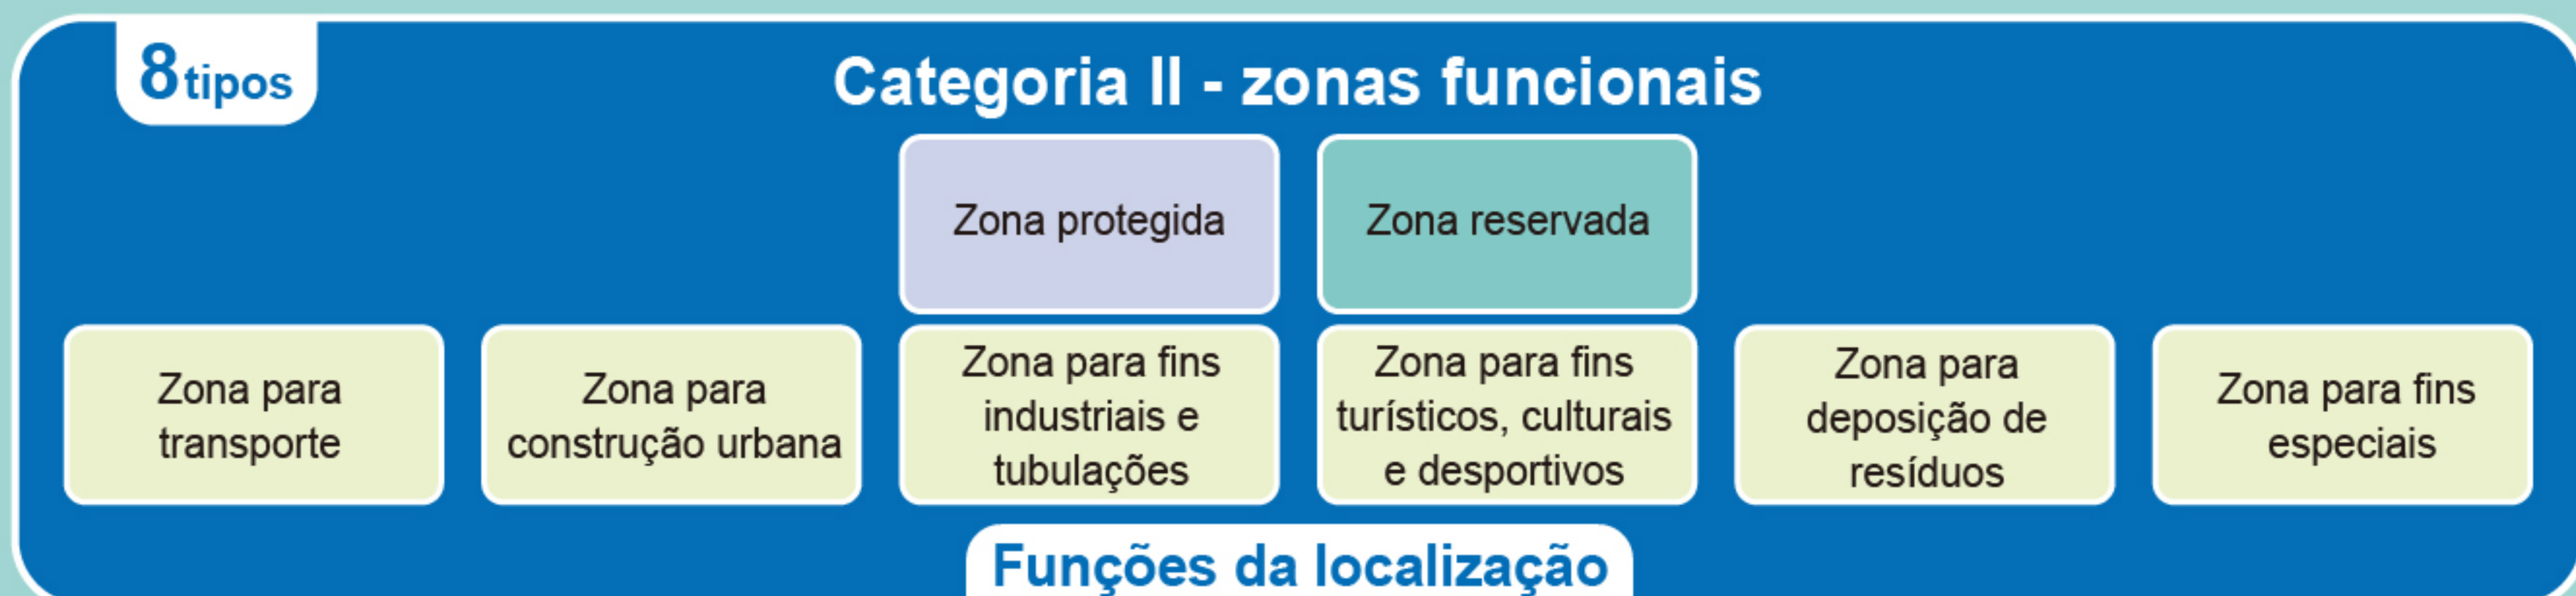 8 tipos
Categoria II - zonas funcionais
Zona protegida
Zona reservada
Zona para
transporte
Zona para
construção urbana
Zona para fins
industriais e
tubulações
Zona para fins
turísticos, culturais
e desportivos
Zona para
deposição de
resíduos
Zona para fins
especiais
Funções da localização